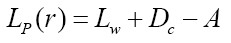 L_P(r) = L_w + D_c − A